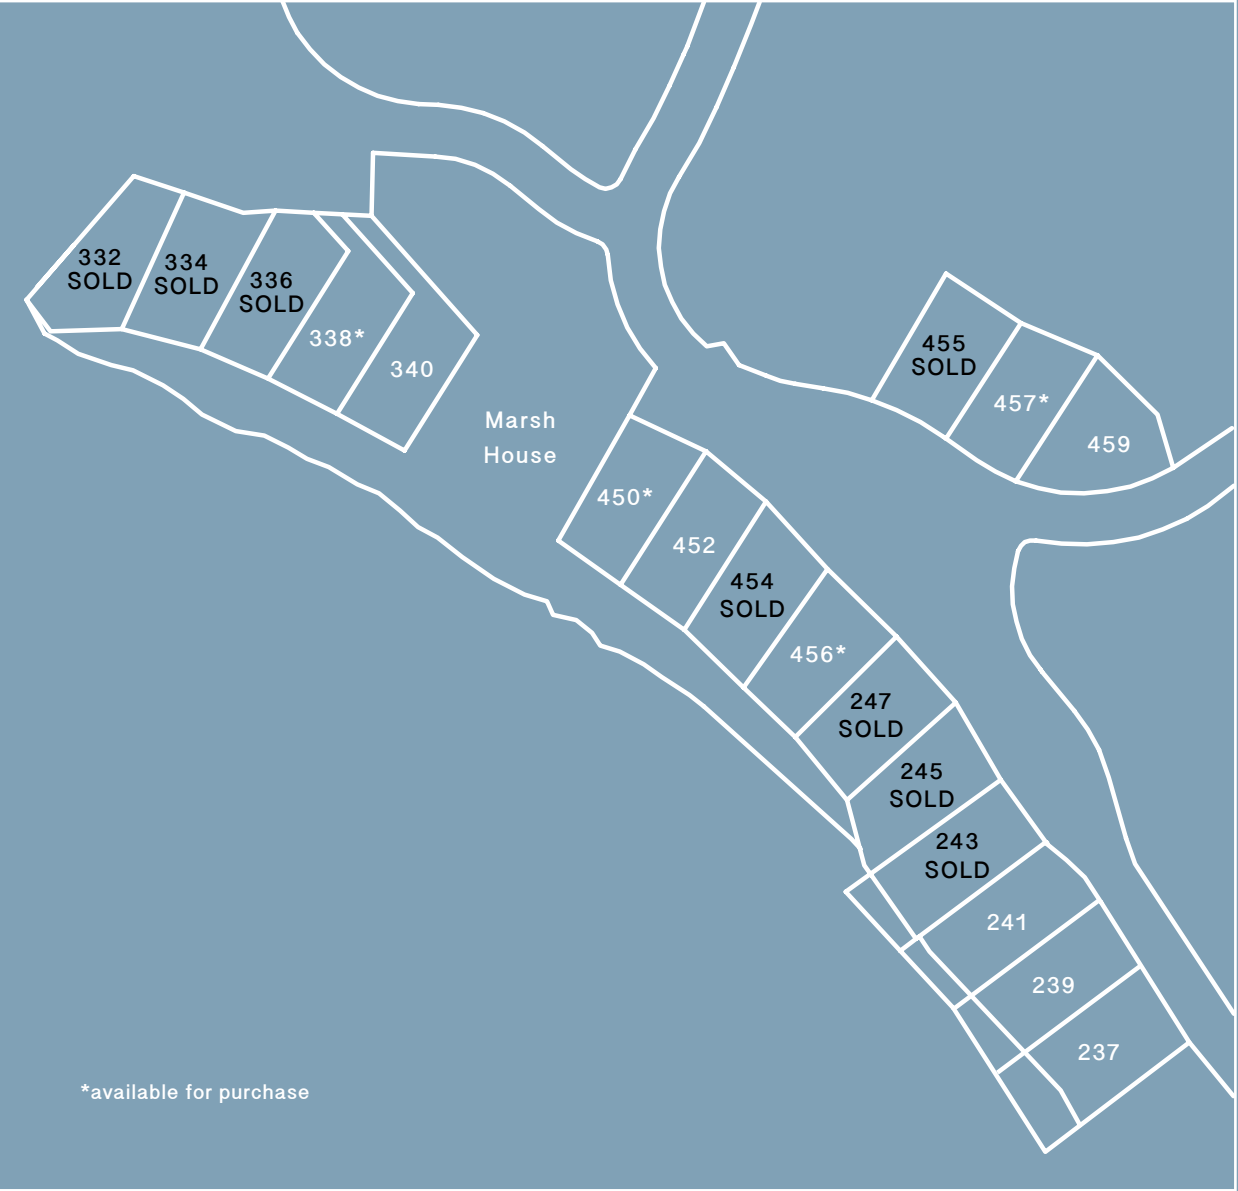 332
SOLD
334
SOLD
336
SOLD
338*
340
Marsh
House
455
SOLD
457*
459
450*
452
454
SOLD
456*
247
SOLD
245
SOLD
243
SOLD
241
239
237
*available for purchase